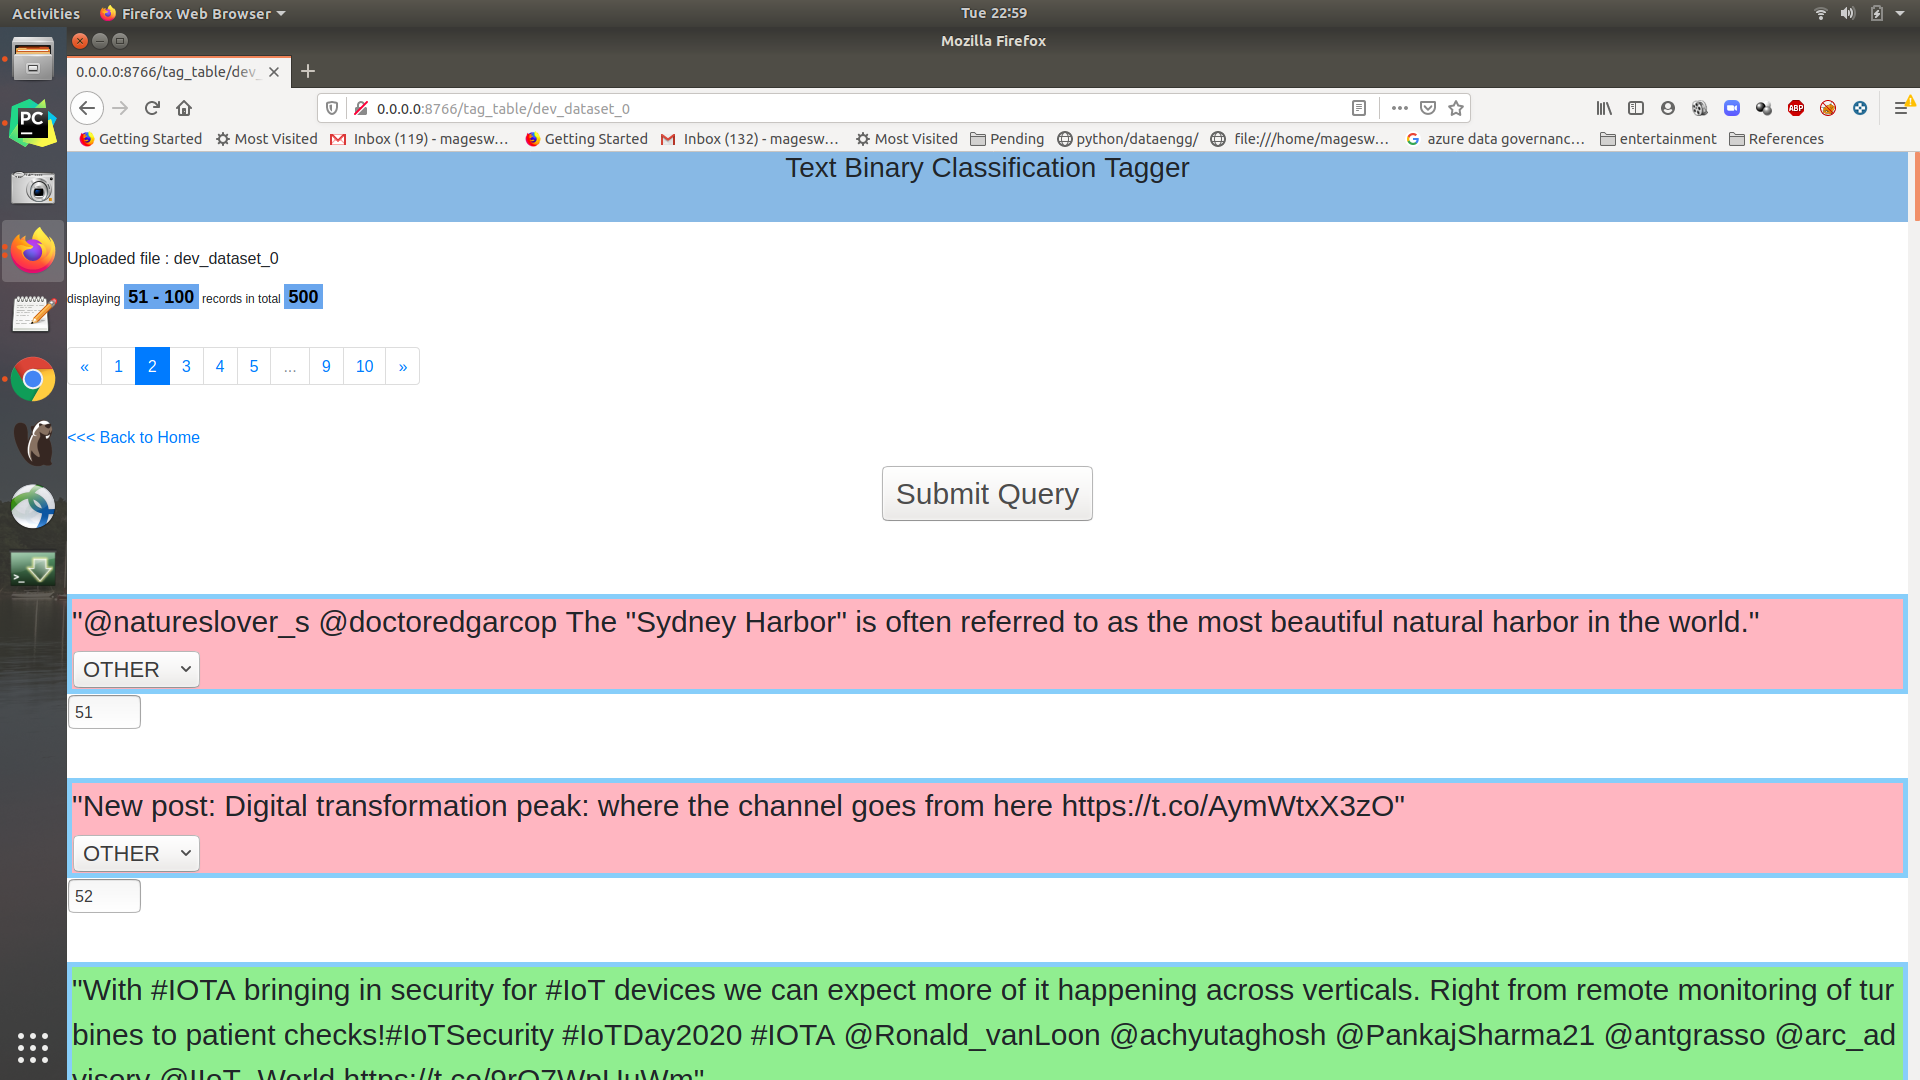 Activities Firefox Web Browser Tue 22:59
Mozilla Firefox
0.0.0.0:8766/tag_table/dev_
0.0.0.0:8766/tag_table/dev_dataset_0
Getting Started Most Visited Inbox (119) - magesw… Getting Started Inbox (132) - magesw… Most Visited Pending python/dataengg/ file:///home/magesw… azure data governanc… entertainment References
Text Binary Classification Tagger
Uploaded file : dev_dataset_0
displaying 51 - 100 records in total 500
« 1 2 3 4 5 ... 9 10 »
<<< Back to Home
Submit Query
"@natureslover_s @doctoredgarcop The "Sydney Harbor" is often referred to as the most beautiful natural harbor in the world."
OTHER
51
"New post: Digital transformation peak: where the channel goes from here https://t.co/AymWtxX3zO"
OTHER
52
"With #IOTA bringing in security for #IoT devices we can expect more of it happening across verticals. Right from remote monitoring of tur
bines to patient checks!#IoTSecurity #IoTDay2020 #IOTA @Ronald_vanLoon @achyutaghosh @PankajSharma21 @antgrasso @arc_ad
visory @IIoT_World
PC
ABP